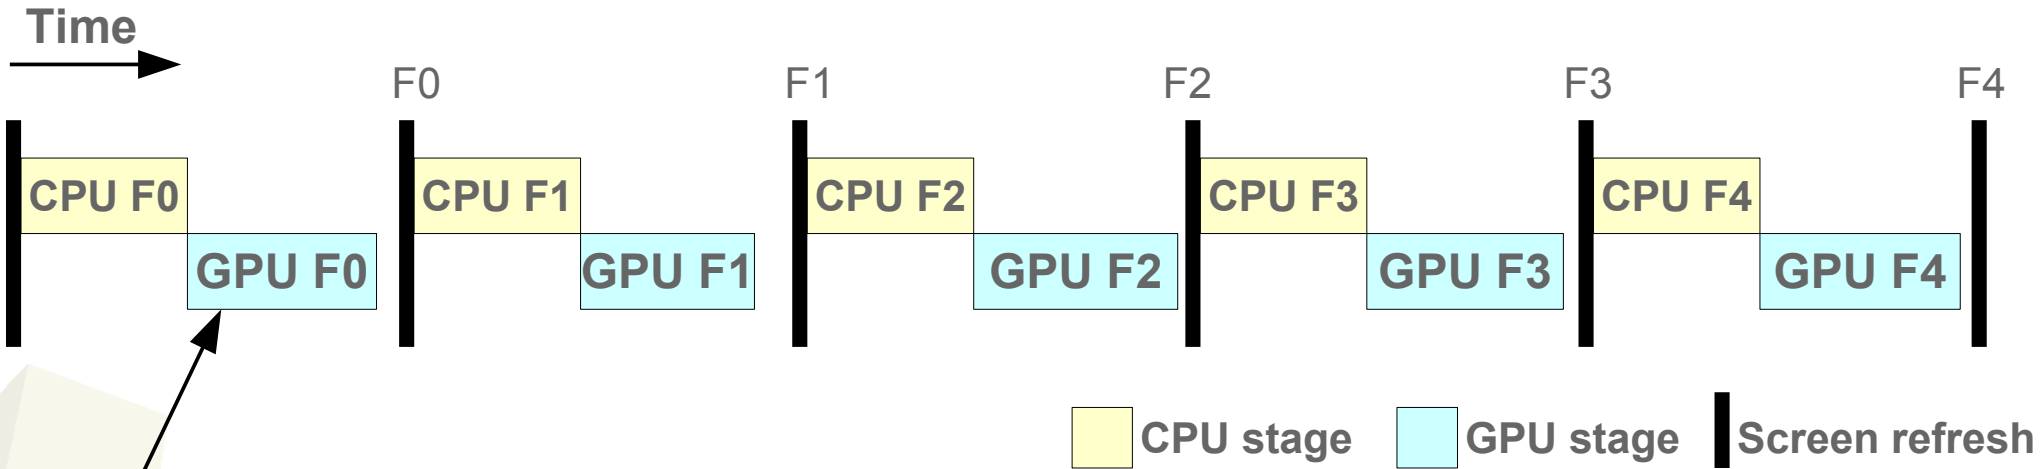 Time
F0 F1 F2 F3 F4
CPU F0 CPU F1 CPU F2 CPU F3 CPU F4
GPU F0 GPU F1 GPU F2 GPU F3 GPU F4
CPU stage GPU stage Screen refresh